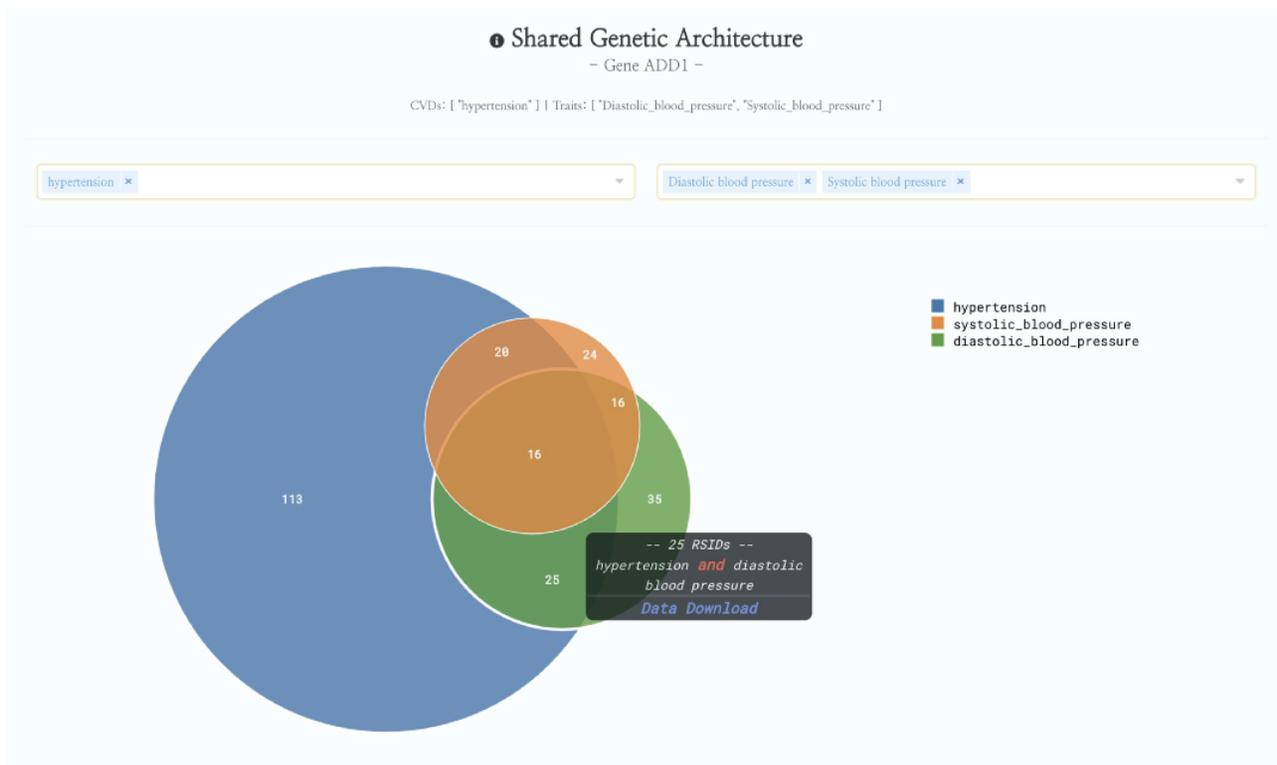 Shared Genetic Architecture
- Gene ADD1 -
CVDs: [ "hypertension" ] | Traits: [ "Diastolic_blood_pressure", "Systolic_blood_pressure" ]
hypertension ×
Diastolic blood pressure × Systolic blood pressure ×
hypertension
systolic_blood_pressure
diastolic_blood_pressure
20
24
16
16
113
35
25
-- 25 RSIDs --
hypertension and diastolic
blood pressure
Data Download